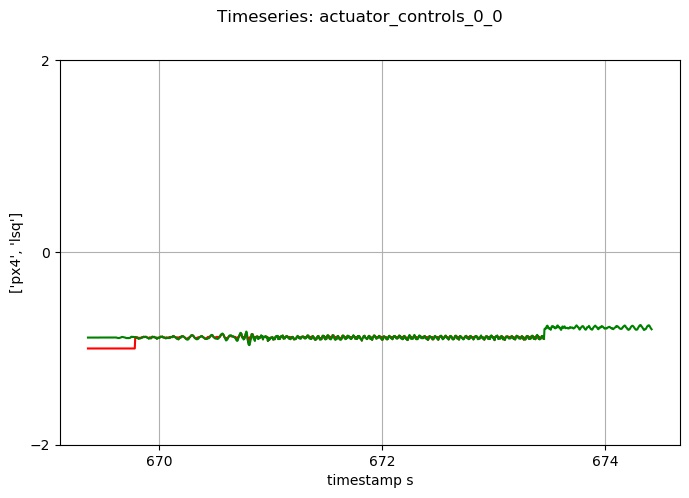 Timeseries: actuator_controls_0_0
2
0
−2
['px4', 'lsq']
670
672
674
timestamp s